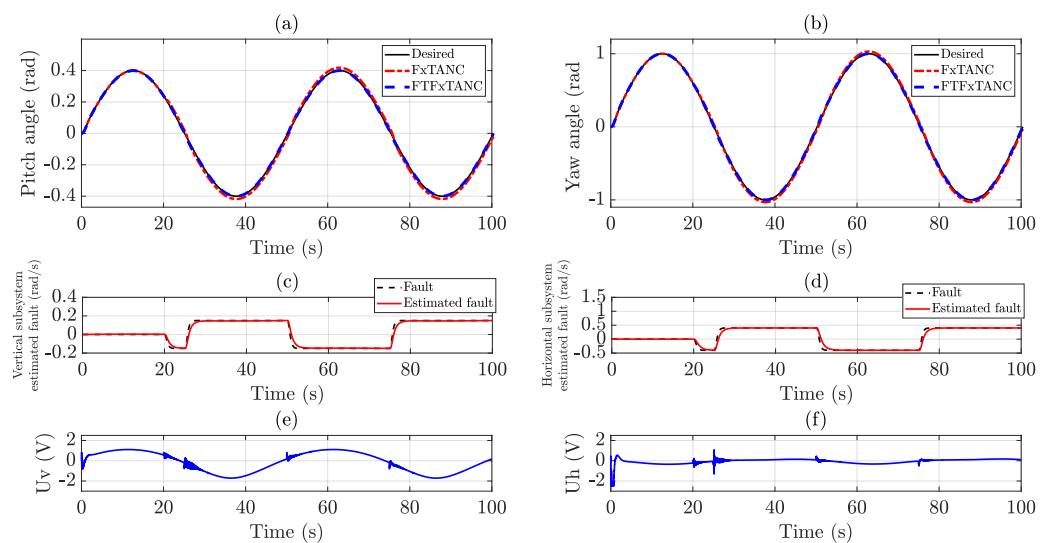 (a)
Pitch angle (rad)
0.4
0.2
0
-0.2
-0.4
Desired
FxTANC
FTFxTANC
0 20 40 60 80 100
Time (s)
(b)
Yaw angle (rad)
1
0
-1
Desired
FxTANC
FTFxTANC
0 20 40 60 80 100
Time (s)
(c)
Vertical subsystem
estimated fault (rad/s)
0.4
0.2
0
-0.2
Fault
Estimated fault
0 20 40 60 80 100
Time (s)
(d)
Horizontal subsystem
estimated fault (rad/s)
1.5
1
0.5
0
-0.5
Fault
Estimated fault
0 20 40 60 80 100
Time (s)
(e)
Uv (V)
2
0
-2
0 20 40 60 80 100
Time (s)
(f)
Uh (V)
2
0
-2
0 20 40 60 80 100
Time (s)